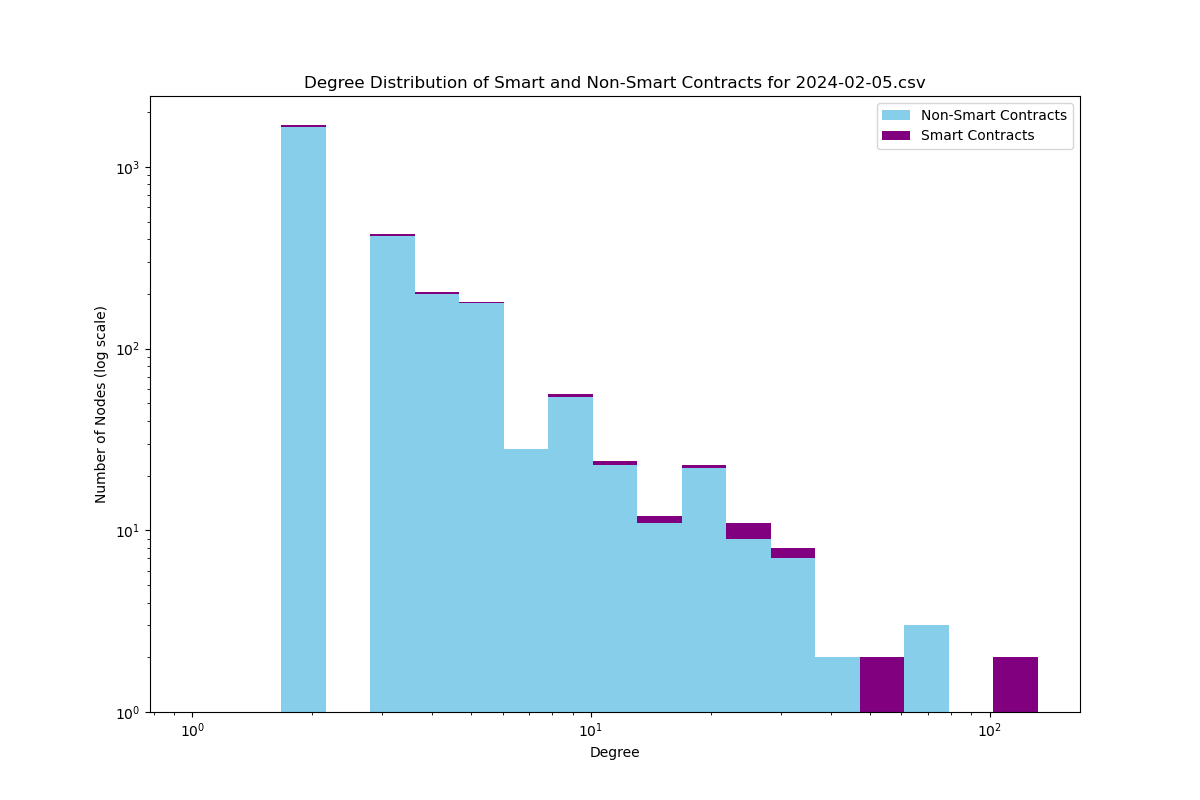 Degree Distribution of Smart and Non-Smart Contracts for 2024-02-05.csv
Non-Smart Contracts
Smart Contracts
Number of Nodes (log scale)
10³
10²
10¹
10⁰
10⁰ 10¹ 10²
Degree